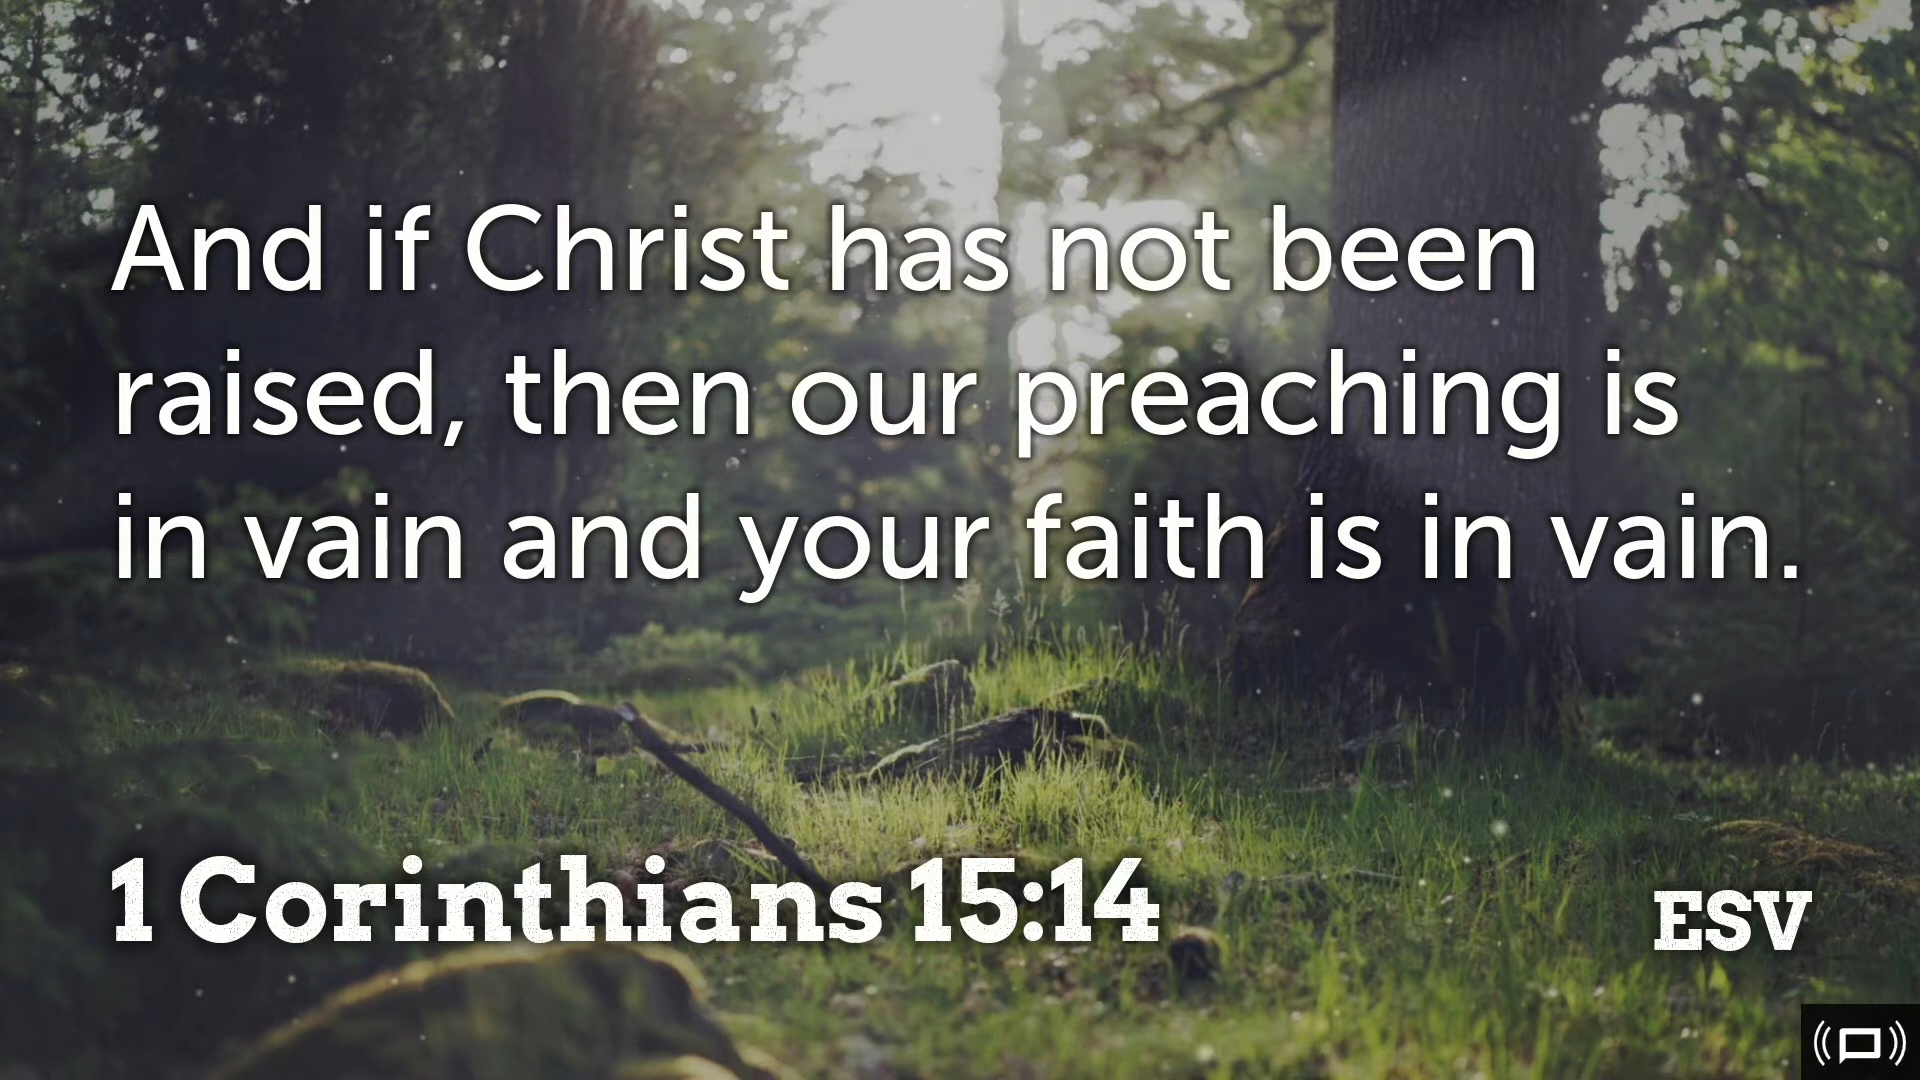 And if Christ has not been
raised, then our preaching is
in vain and your faith is in vain.
1 Corinthians 15:14
ESV